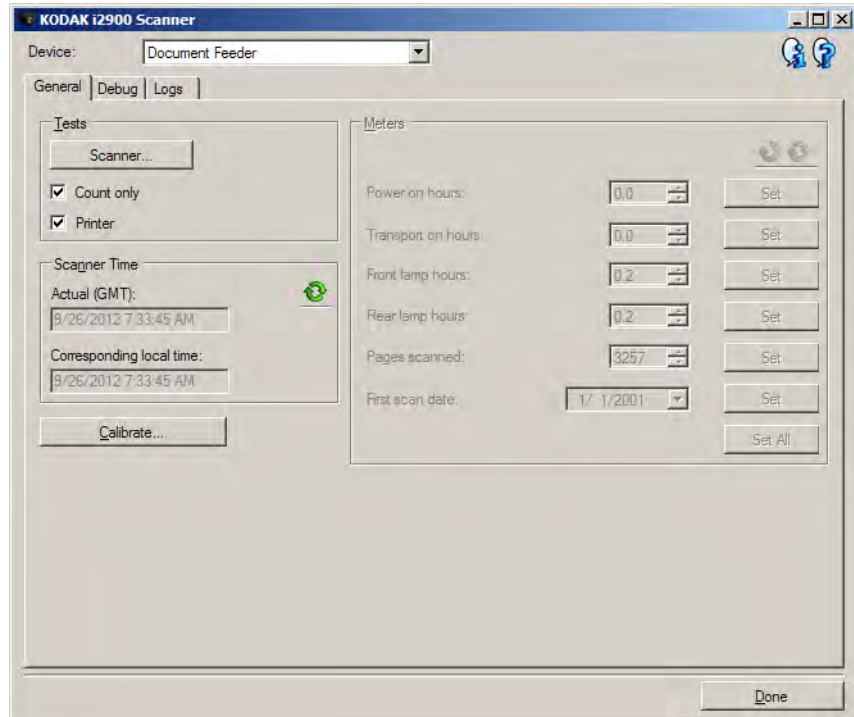 KODAK i2900 Scanner
Device: Document Feeder
General Debug Logs
Tests
Scanner...
Count only
Printer
Scanner Time
Actual (GMT):
9/26/2012 7:33:45 AM
Corresponding local time:
9/26/2012 7:33:45 AM
Calibrate...
Meters
Power on hours: 0.0 Set
Transport on hours: 0.0 Set
Front lamp hours: 0.2 Set
Rear lamp hours: 0.2 Set
Pages scanned: 3257 Set
First scan date: 1/ 1/2001 Set
Set All
Done